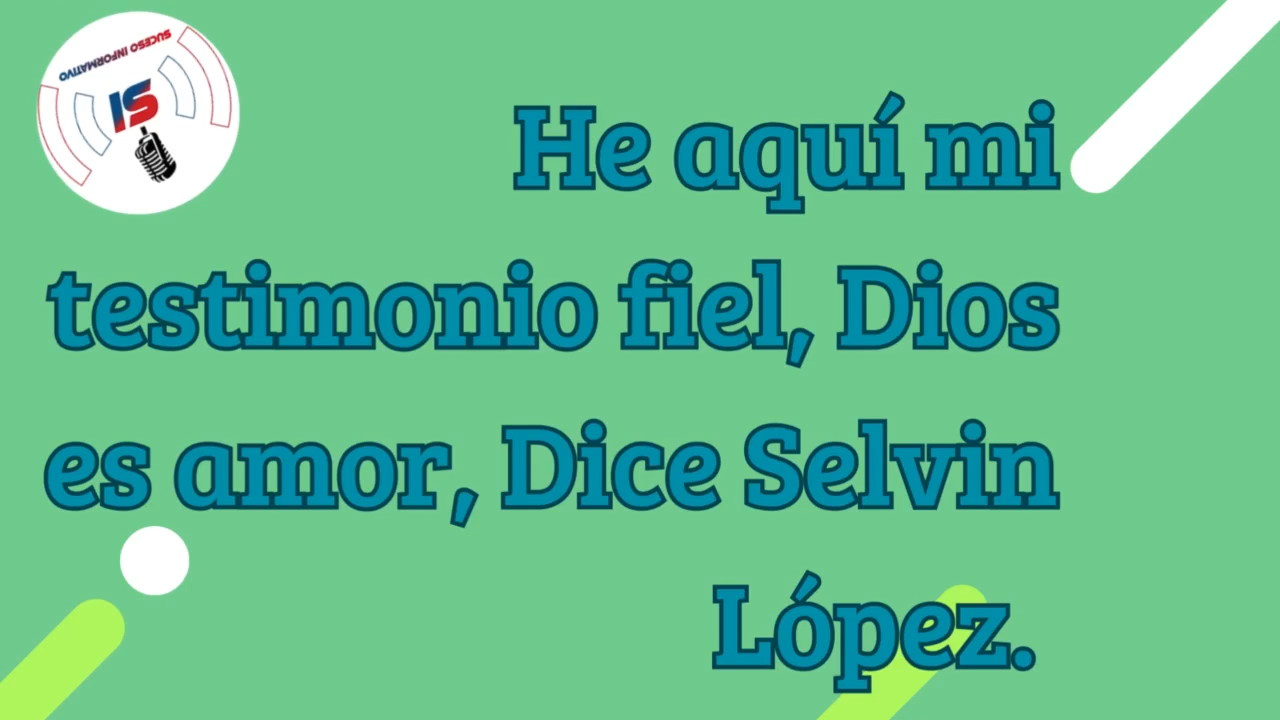 SUCESO INFORMATIVO
SI
He aquí mi
testimonio fiel, Dios
es amor, Dice Selvin
López.